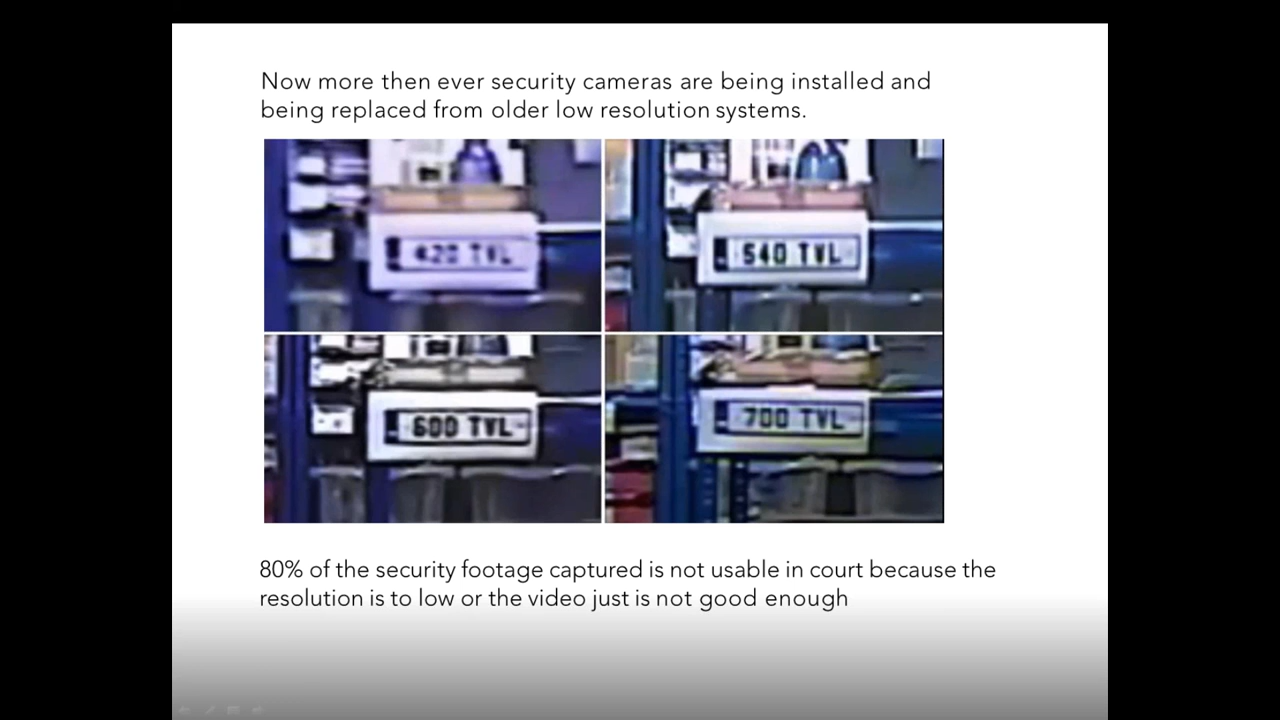 Now more then ever security cameras are being installed and
being replaced from older low resolution systems.
420 TVL
540 TVL
600 TVL
700 TVL
80% of the security footage captured is not usable in court because the
resolution is to low or the video just is not good enough